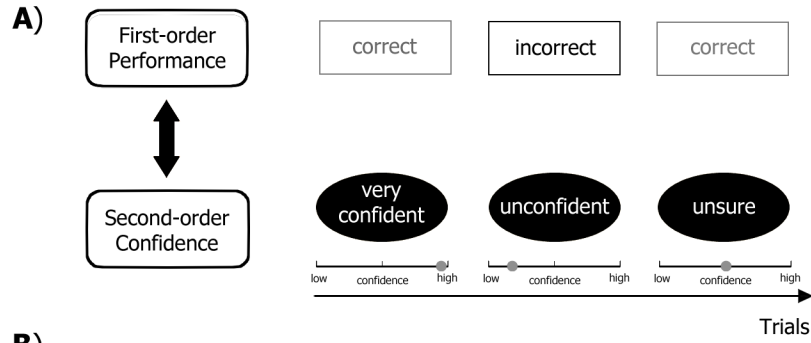 A)
First-order
Performance
correct
incorrect
correct
Second-order
Confidence
very
confident
unconfident
unsure
low
confidence
high
low
confidence
high
low
confidence
high
Trials
B)